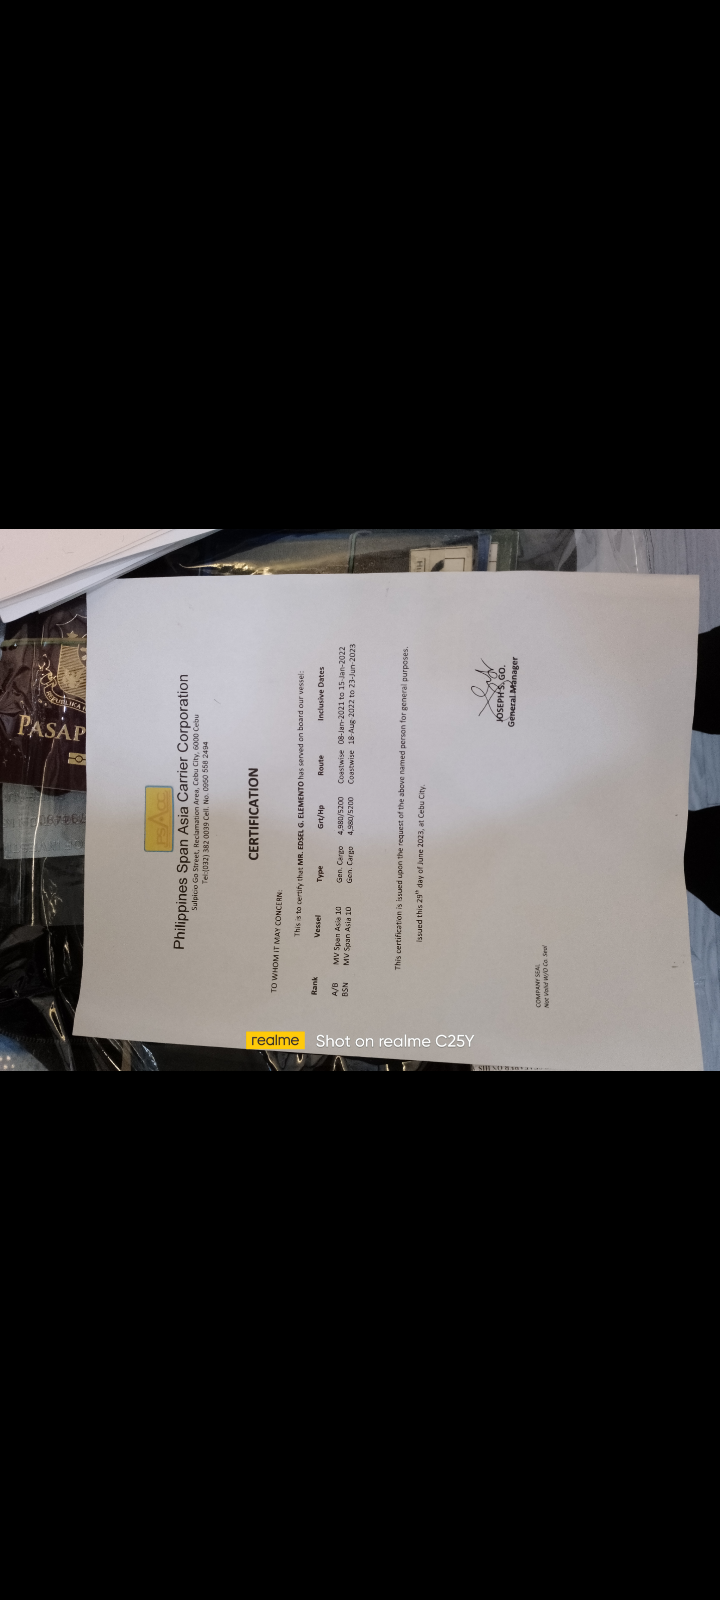 PSACC
Philippines Span Asia Carrier Corporation
Sulpicio Go Street, Reclamation Area, Cebu City, 6000 Cebu
Tel:(032) 382 0039 Cell. No. 0950 558 2494
CERTIFICATION
TO WHOM IT MAY CONCERN:
This is to certify that MR. EDSEL G. ELEMENTO has served on board our vessel:
Rank Vessel Type Grt/Hp Route Inclusive Dates
A/B MV Span Asia 10 Gen. Cargo 4,980/5200 Coastwise 08-Jan-2021 to 15-Jan-2022
BSN MV Span Asia 10 Gen. Cargo 4,980/5200 Coastwise 18-Aug-2022 to 23-Jun-2023
This certification is issued upon the request of the above named person for general purposes.
Issued this 29th day of June 2023, at Cebu City.
JOSEPH S. GO.
General Manager
COMPANY SEAL
Not Valid W/O Co. Seal
PASAP
realme Shot on realme C25Y